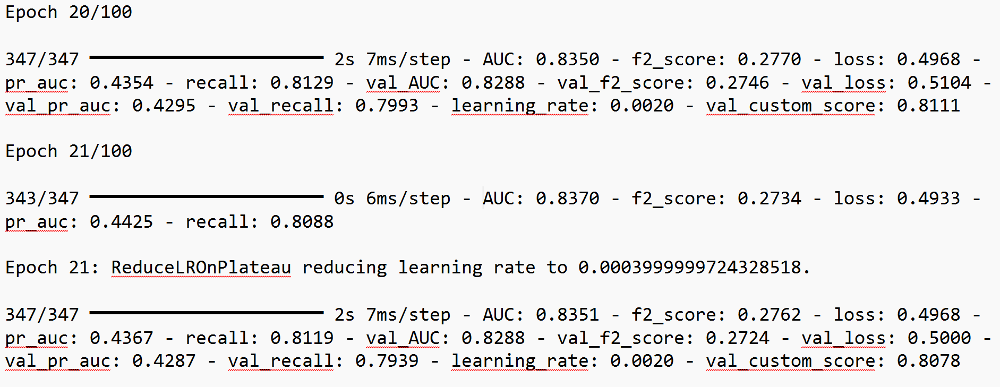 Epoch 20/100
347/347 ━━━━━━━━━━━━━━━━━━━━ 2s 7ms/step - AUC: 0.8350 - f2_score: 0.2770 - loss: 0.4968 -
pr_auc: 0.4354 - recall: 0.8129 - val_AUC: 0.8288 - val_f2_score: 0.2746 - val_loss: 0.5104 -
val_pr_auc: 0.4295 - val_recall: 0.7993 - learning_rate: 0.0020 - val_custom_score: 0.8111
Epoch 21/100
343/347 ━━━━━━━━━━━━━━━━━━━━ 0s 6ms/step - AUC: 0.8370 - f2_score: 0.2734 - loss: 0.4933 -
pr_auc: 0.4425 - recall: 0.8088
Epoch 21: ReduceLROnPlateau reducing learning rate to 0.0003999999724328518.
347/347 ━━━━━━━━━━━━━━━━━━━━ 2s 7ms/step - AUC: 0.8351 - f2_score: 0.2762 - loss: 0.4968 -
pr_auc: 0.4367 - recall: 0.8119 - val_AUC: 0.8288 - val_f2_score: 0.2724 - val_loss: 0.5000 -
val_pr_auc: 0.4287 - val_recall: 0.7939 - learning_rate: 0.0020 - val_custom_score: 0.8078